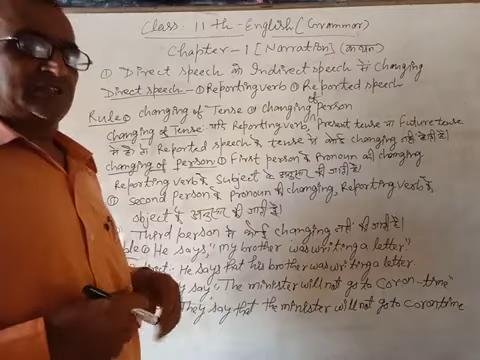 Class- 11th-English (Grammar)
Chapter-1 [Narration] (कथन)
① Direct speech को Indirect speech में changing
Direct speech - ① Reporting verb ② Reported speech
Rule ① changing of Tense ② changing of person
changing of Tense: यदि Reporting verb, present tense या Future tense
में हो तो Reported speech के tense में कोई changing नहीं होती है।
changing of person ① First person के Pronoun की changing
Reporting verb के Subject के अनुसार की जाती है।
② Second person के pronoun की changing, Reporting verb के
object के अनुसार की जाती है।
Third person में कोई changing नहीं की जाती है।
① He says, "My brother was writing a letter"
He says that his brother was writing a letter.
say "The minister will not go to coron-time"
They say that the minister will not go to corontime